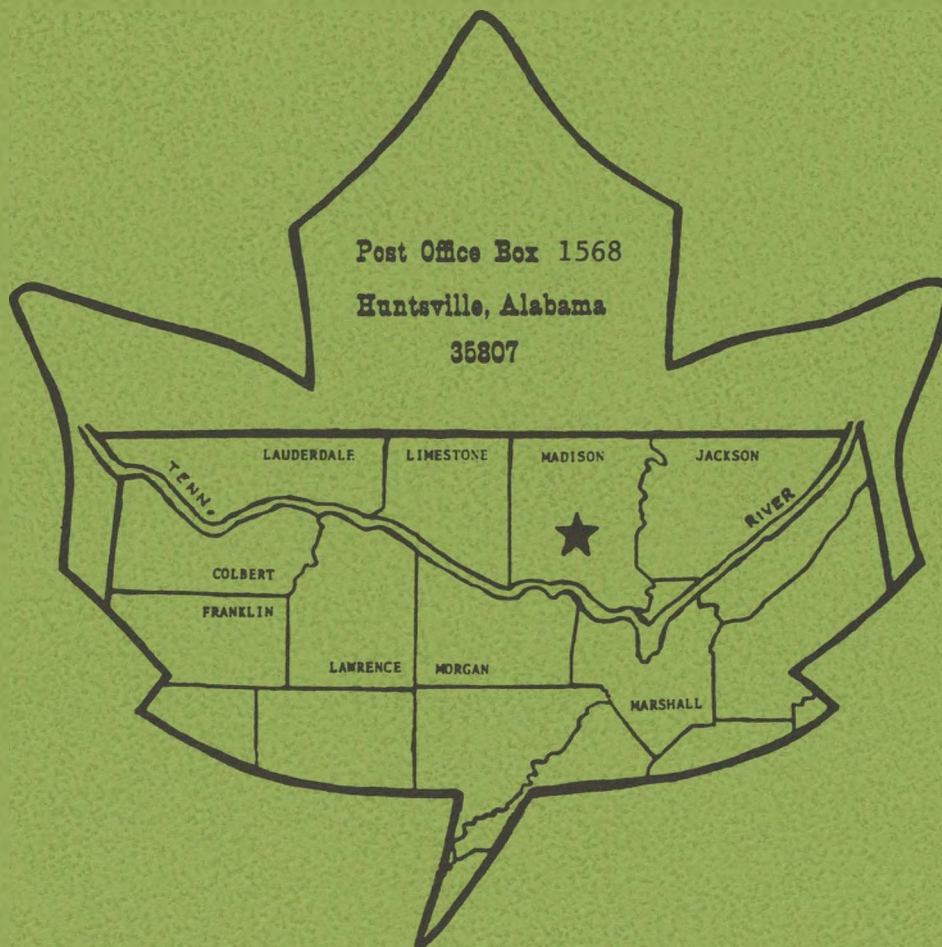 Post Office Box 1568
Huntsville, Alabama
35807
LAUDERDALE LIMESTONE MADISON JACKSON
TENN.
RIVER
COLBERT
FRANKLIN
LAWRENCE MORGAN
MARSHALL